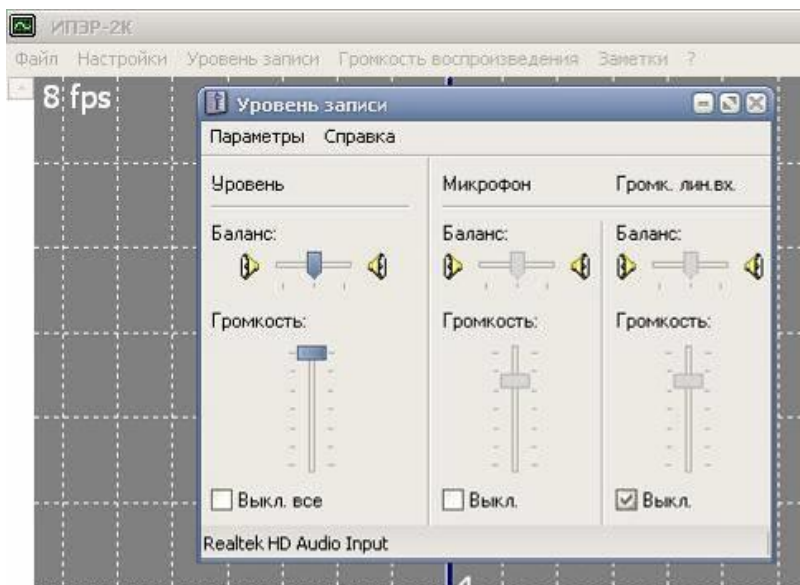 ИПЭР-2К
Файл Настройки Уровень записи Громкость воспроизведения Заметки ?
8 fps
Уровень записи
Параметры Справка
Уровень Микрофон Громк. лин.вх.
Баланс: Баланс: Баланс:
Громкость: Громкость: Громкость:
Выкл. все Выкл. Выкл.
Realtek HD Audio Input